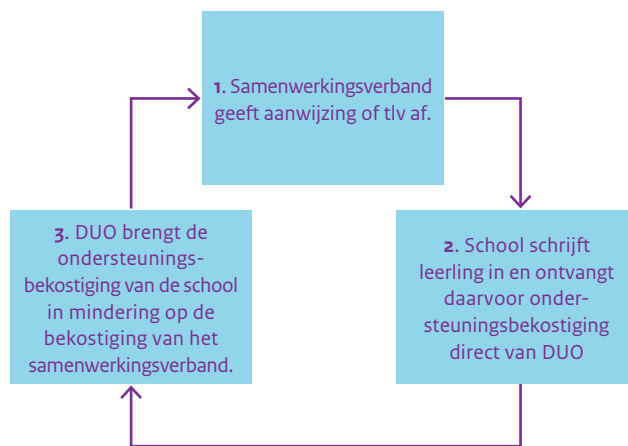 1. Samenwerkingsverband
geeft aanwijzing of tlv af.
2. School schrijft
leerling in en ontvangt
daarvoor onder-
steuningsbekostiging
direct van DUO
3. DUO brengt de
ondersteunings-
bekostiging van de school
in mindering op de
bekostiging van het
samenwerkingsverband.